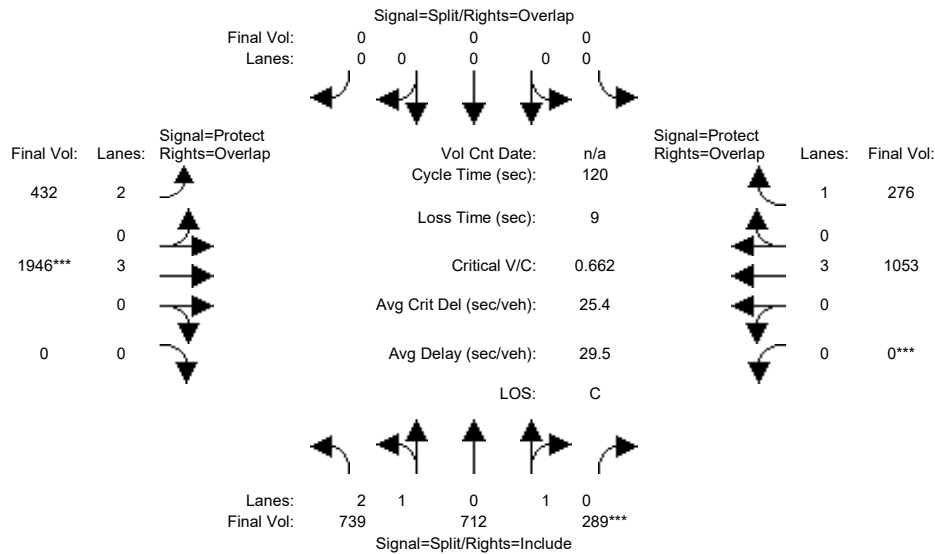 Signal=Split/Rights=Overlap
Final Vol: 0 0 0
Lanes: 0 0 0 0 0
Signal=Protect
Final Vol: Lanes: Rights=Overlap
Vol Cnt Date: n/a
Signal=Protect
Rights=Overlap Lanes: Final Vol:
Cycle Time (sec): 120
432 2
1 276
Loss Time (sec): 9
0
0
1946*** 3
Critical V/C: 0.662
3 1053
0
Avg Crit Del (sec/veh): 25.4
0
0 0
Avg Delay (sec/veh): 29.5
0 0***
LOS: C
Lanes: 2 1 0 1 0
Final Vol: 739 712 289***
Signal=Split/Rights=Include